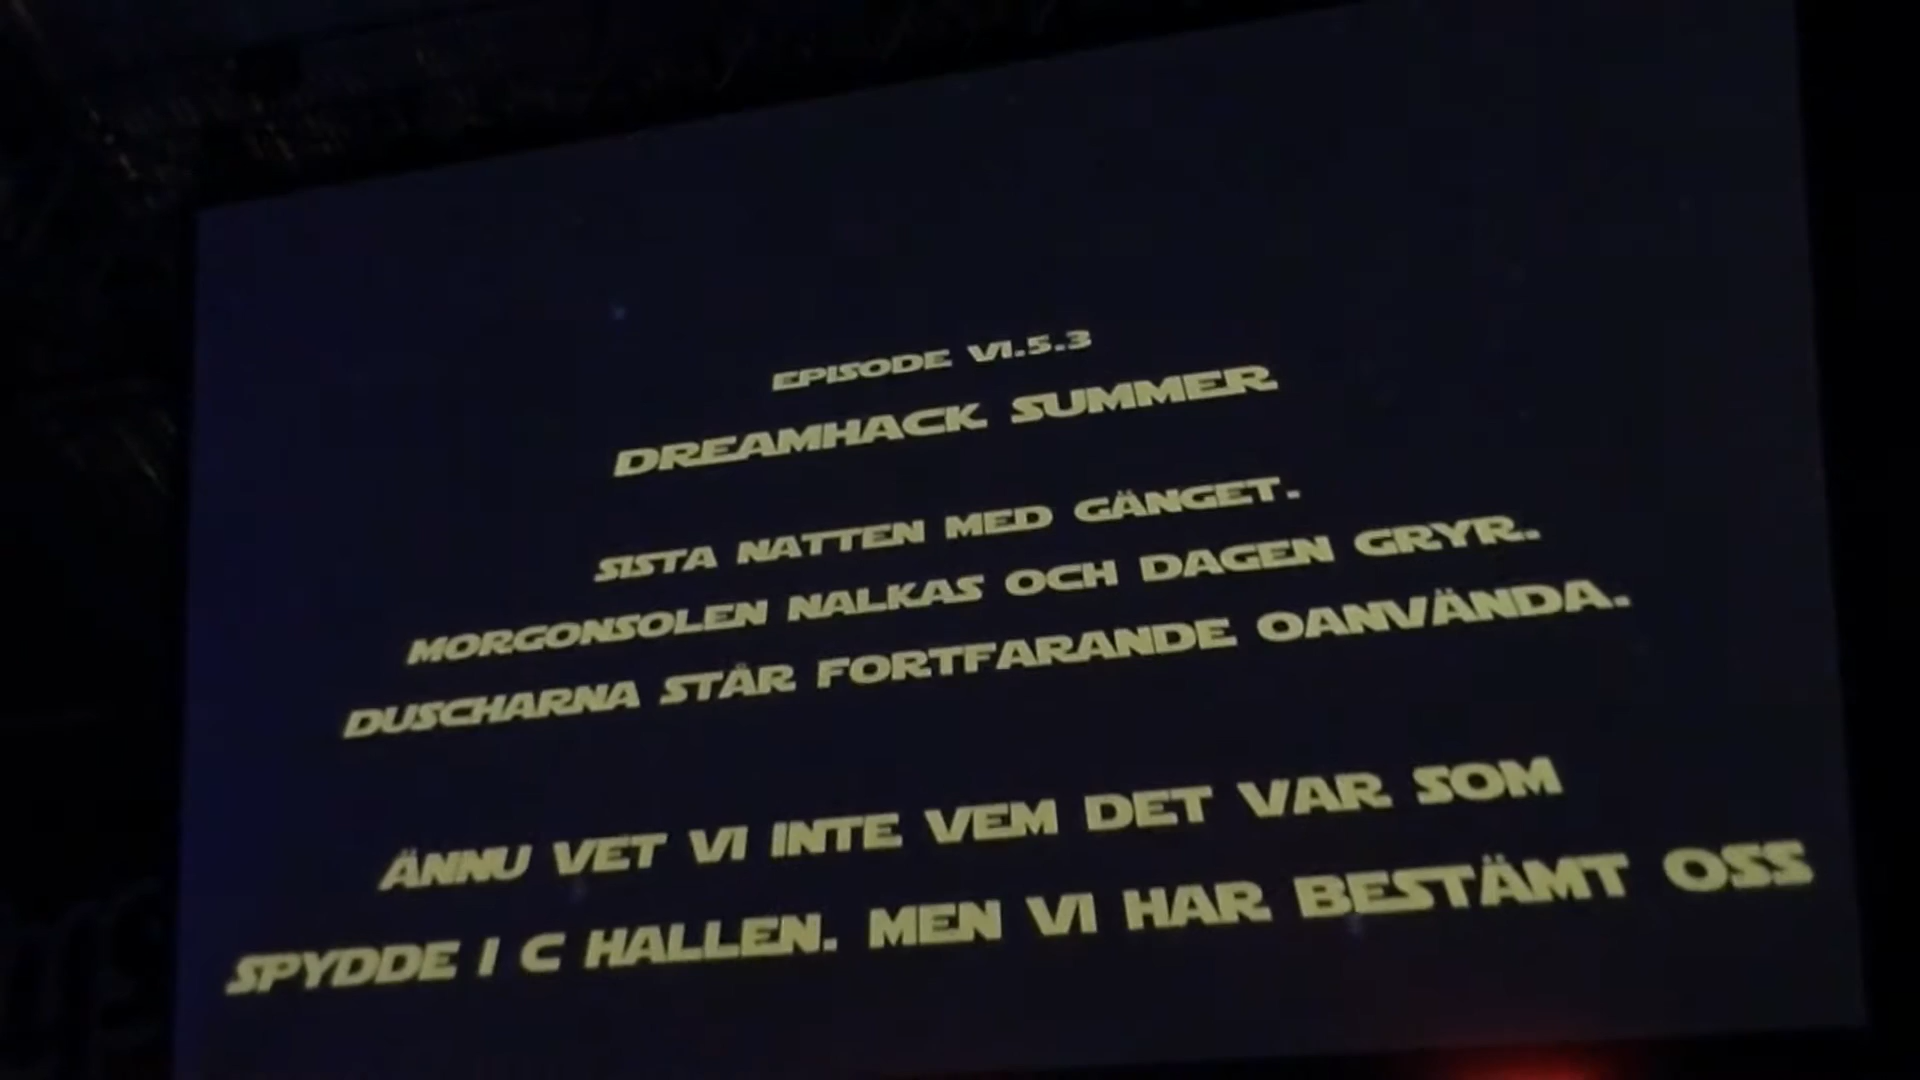 EPISODE VI.5.3
DREAMHACK SUMMER
SISTA NATTEN MED GÄNGET.
MORGONSOLEN NALKAS OCH DAGEN GRYR.
DUSCHARNA STÅR FORTFARANDE OANVÄNDA.
ÄNNU VET VI INTE VEM DET VAR SOM
SPYDDE I C HALLEN. MEN VI HAR BESTÄMT OSS